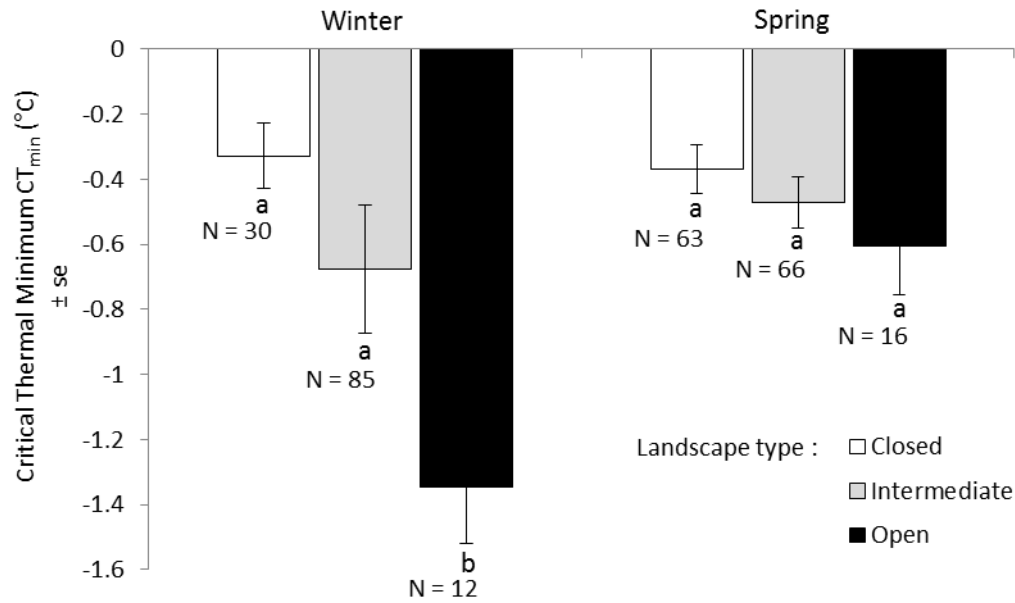 Winter
Spring
0
-0.2
-0.4
-0.6
-0.8
-1
-1.2
-1.4
-1.6
Critical Thermal Minimum CTmin (°C)
± se
a
N = 30
a
N = 85
b
N = 12
a
N = 63
a
N = 66
a
N = 16
Landscape type :
Closed
Intermediate
Open